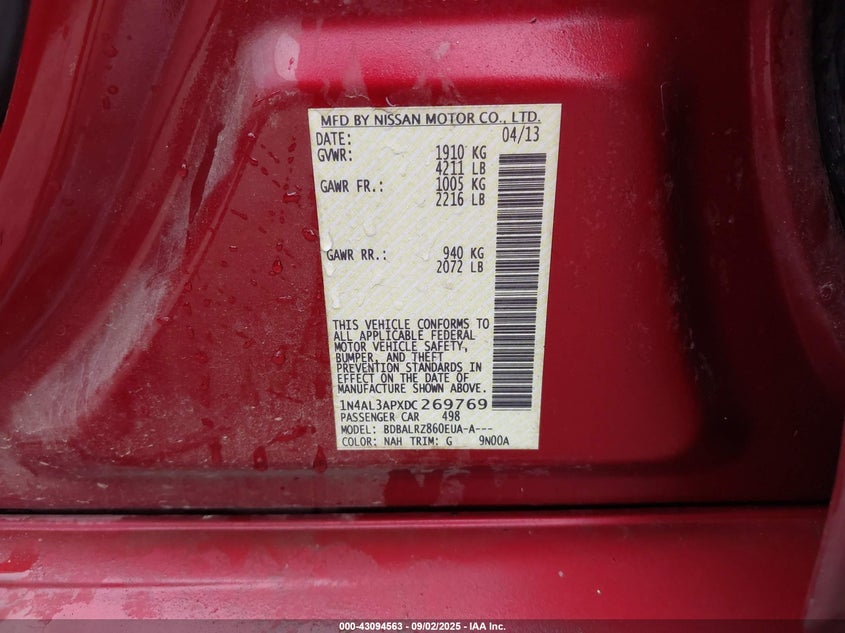 MFD BY NISSAN MOTOR CO., LTD.
DATE: 04/13
GVWR: 1910 KG
4211 LB
GAWR FR.: 1005 KG
2216 LB
GAWR RR.: 940 KG
2072 LB
THIS VEHICLE CONFORMS TO
ALL APPLICABLE FEDERAL
MOTOR VEHICLE SAFETY,
BUMPER, AND THEFT
PREVENTION STANDARDS IN
EFFECT ON THE DATE OF
MANUFACTURE SHOWN ABOVE.
1N4AL3APXDC269769
PASSENGER CAR 498
MODEL: BDBALRZ860EUA-A---
COLOR: NAH TRIM: G 9N00A
000-43094563 - 09/02/2025 - IAA Inc.